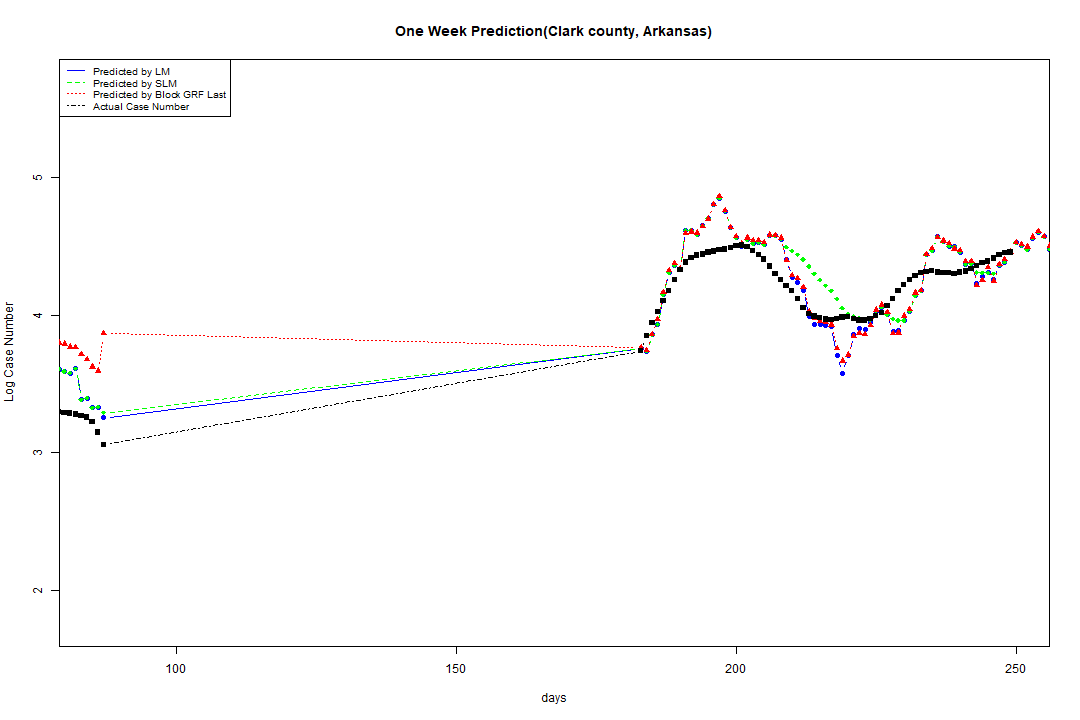 One Week Prediction(Clark county, Arkansas)
Predicted by LM
Predicted by SLM
Predicted by Block GRF Last
Actual Case Number
Log Case Number
5
4
3
2
100
150
200
250
days